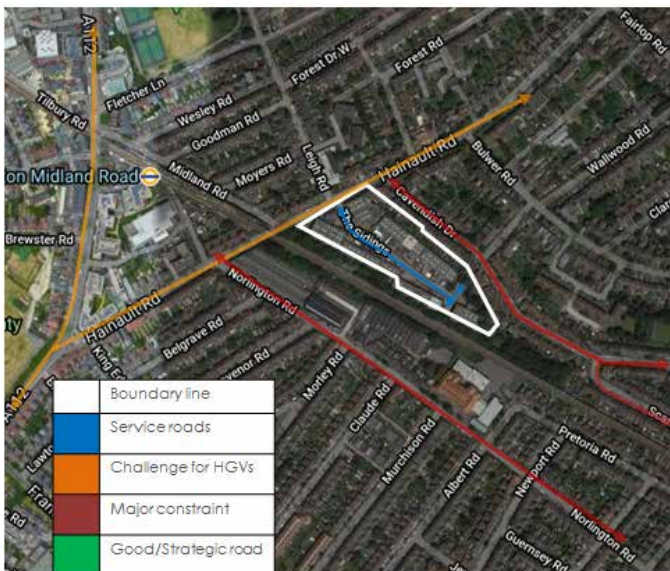 A112
Fairlop Rd
Forest Dr W
Forest Rd
Fletcher Ln
Tilbury Rd
Wesley Rd
Goodman Rd
Hainault Rd
Bulwer Rd
Wallwood Rd
on Midland Road
Midland Rd
Moyers Rd
Leigh Rd
Cavendish Dr
Brewster Rd
The Sidings
Hainault Rd
Norlington Rd
Belgrave Rd
Morley Rd
Claude Rd
Murchison Rd
Albert Rd
Newport Rd
Pretoria Rd
Norlington Rd
Guernsey Rd
Boundary line
Service roads
Challenge for HGVs
Major constraint
Good/Strategic road